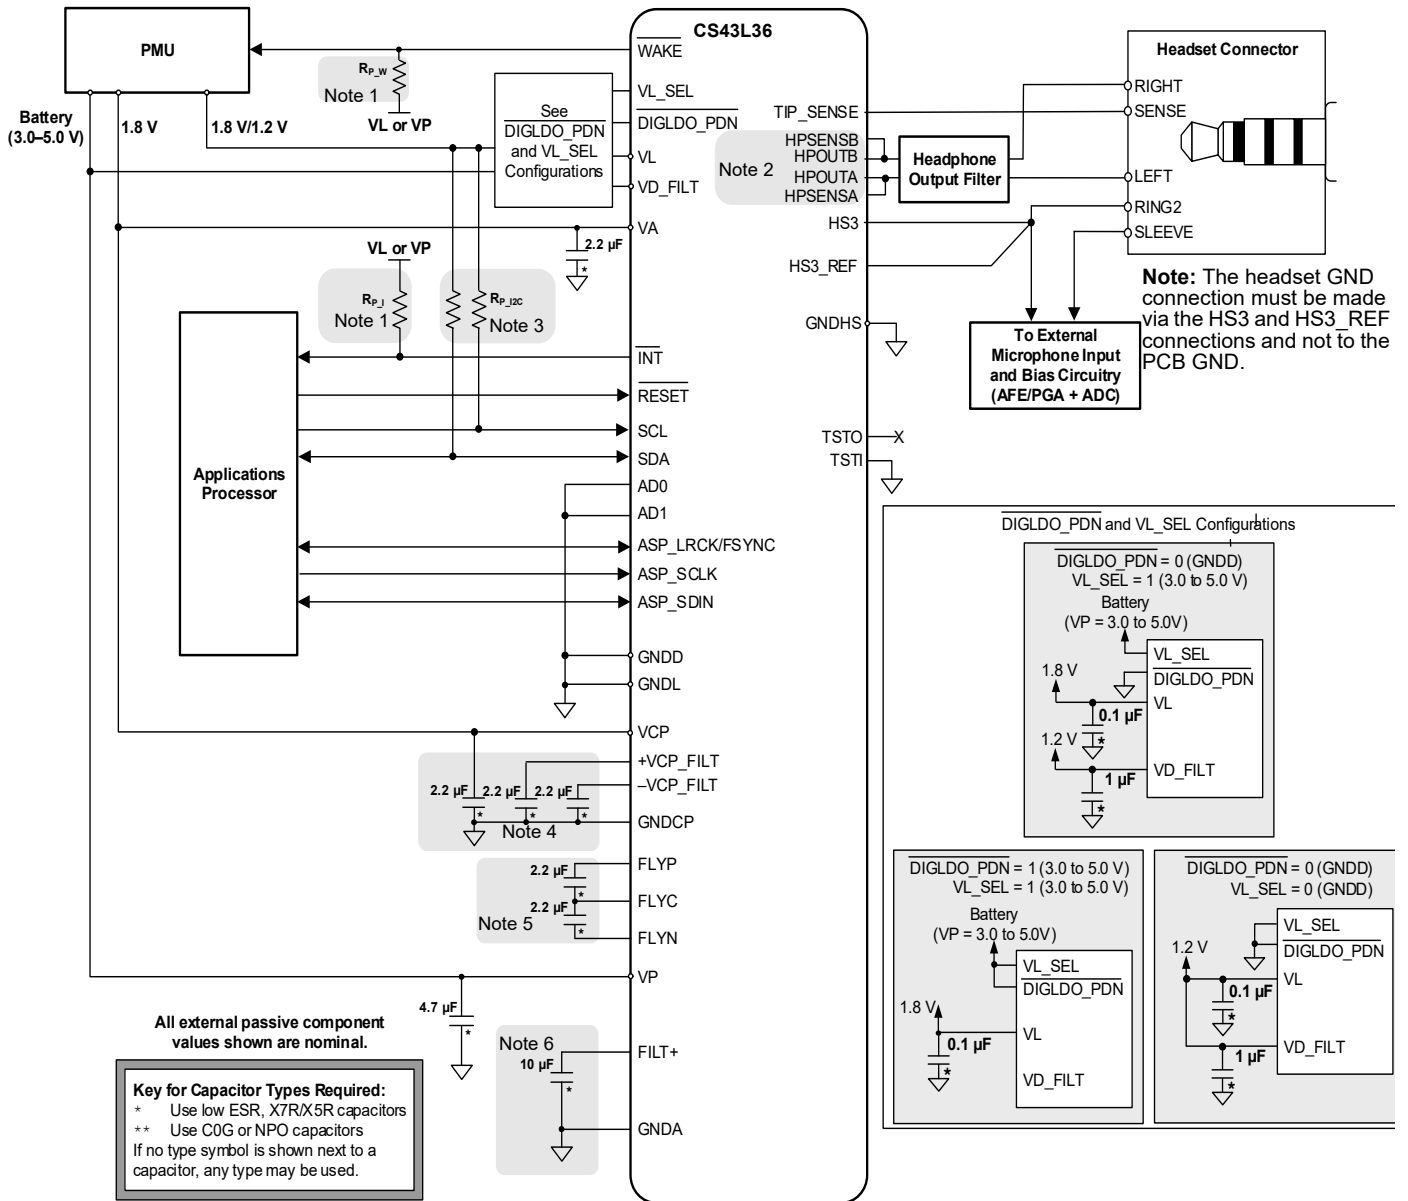 PMU
Battery
(3.0–5.0 V)
1.8 V
1.8 V/1.2 V
RP_W
Note 1
VL or VP
See
DIGLDO_PDN
and VL_SEL
Configurations
CS43L36
WAKE
VL_SEL
DIGLDO_PDN
VL
VD_FILT
VA
2.2 µF
*
VL or VP
RP_I
Note 1
RP_I2C
Note 3
INT
RESET
SCL
SDA
AD0
AD1
ASP_LRCK/FSYNC
ASP_SCLK
ASP_SDIN
GNDD
GNDL
VCP
+VCP_FILT
–VCP_FILT
GNDCP
FLYP
FLYC
FLYN
VP
FILT+
GNDA
Applications
Processor
2.2 µF
2.2 µF
2.2 µF
*
*
*
Note 4
2.2 µF
*
2.2 µF
*
Note 5
4.7 µF
*
Note 6
10 µF
*
All external passive component
values shown are nominal.
Key for Capacitor Types Required:
* Use low ESR, X7R/X5R capacitors
** Use C0G or NPO capacitors
If no type symbol is shown next to a
capacitor, any type may be used.
TIP_SENSE
HPSENSB
HPOUTB
HPOUTA
HPSENSA
Note 2
HS3
HS3_REF
GNDHS
TSTO
X
TSTI
Headphone
Output Filter
Headset Connector
RIGHT
SENSE
LEFT
RING2
SLEEVE
To External
Microphone Input
and Bias Circuitry
(AFE/PGA + ADC)
Note: The headset GND
connection must be made
via the HS3 and HS3_REF
connections and not to the
PCB GND.
DIGLDO_PDN and VL_SEL Configurations
DIGLDO_PDN = 0 (GNDD)
VL_SEL = 1 (3.0 to 5.0 V)
Battery
(VP = 3.0 to 5.0V)
VL_SEL
DIGLDO_PDN
1.8 V
VL
0.1 µF
*
1.2 V
VD_FILT
1 µF
*
DIGLDO_PDN = 1 (3.0 to 5.0 V)
VL_SEL = 1 (3.0 to 5.0 V)
Battery
(VP = 3.0 to 5.0V)
VL_SEL
DIGLDO_PDN
1.8 V
VL
0.1 µF
*
VD_FILT
DIGLDO_PDN = 0 (GNDD)
VL_SEL = 0 (GNDD)
VL_SEL
DIGLDO_PDN
1.2 V
VL
0.1 µF
*
VD_FILT
1 µF
*